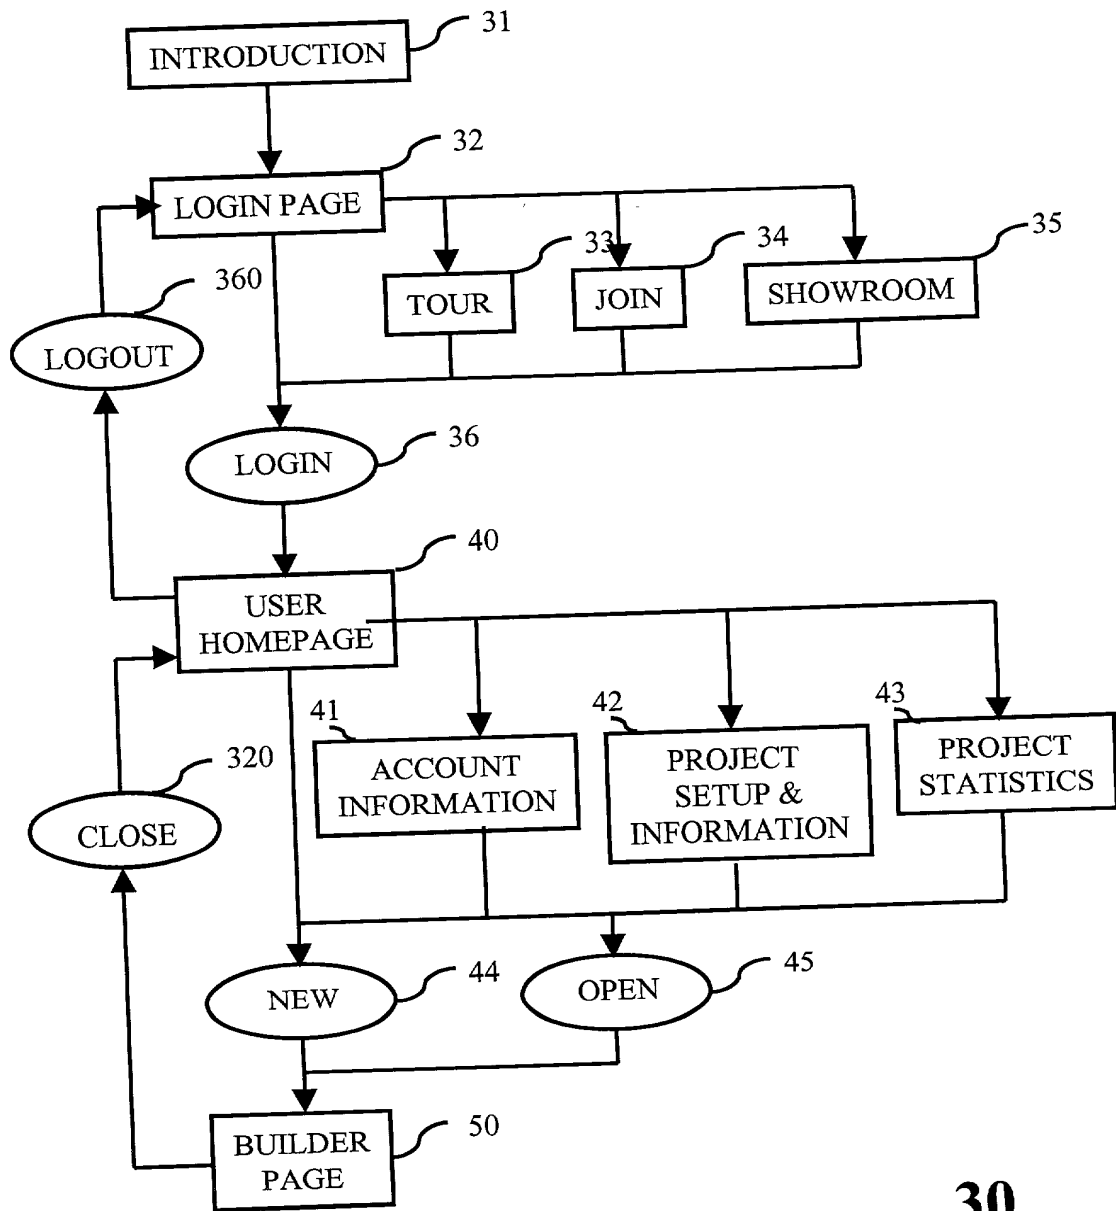 31
INTRODUCTION
32
LOGIN PAGE
33
34
35
TOUR
JOIN
SHOWROOM
360
LOGOUT
36
LOGIN
40
USER
HOMEPAGE
41
42
43
ACCOUNT
INFORMATION
PROJECT
SETUP &
INFORMATION
PROJECT
STATISTICS
320
CLOSE
44
NEW
45
OPEN
50
BUILDER
PAGE
30